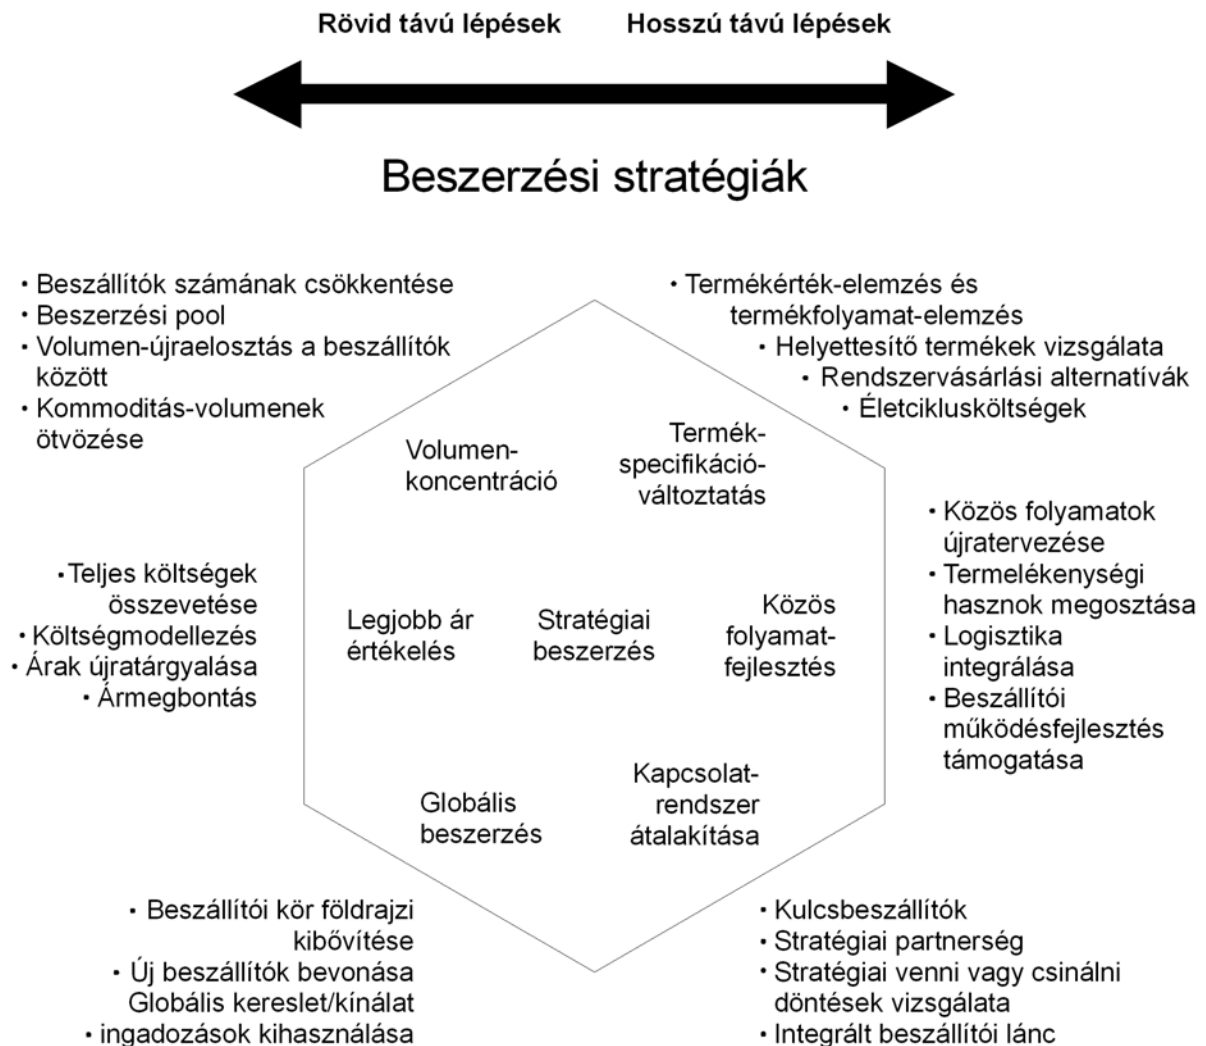 Rövid távú lépések
Hosszú távú lépések
Beszerzési stratégiák
· Beszállítók számának csökkentése
· Beszerzési pool
· Volumen-újraelosztás a beszállítók
között
· Kommoditás-volumenek
ötvözése
· Termékérték-elemzés és
termékfolyamat-elemzés
· Helyettesítő termékek vizsgálata
· Rendszervásárlási alternatívák
· Életciklusköltségek
Volumen-
koncentráció
Termék-
specifikáció-
változtatás
· Teljes költségek
összevetése
· Költségmodellezés
· Árak újratárgyalása
· Ármegbontás
Legjobb ár
értékelés
Stratégiai
beszerzés
Közös
folyamat-
fejlesztés
· Közös folyamatok
újratervezése
· Termelékenységi
hasznok megosztása
· Logisztika
integrálása
· Beszállítói
működésfejlesztés
támogatása
Globális
beszerzés
Kapcsolat-
rendszer
átalakítása
· Beszállítói kör földrajzi
kibővítése
· Új beszállítók bevonása
Globális kereslet/kínálat
· ingadozások kihasználása
· Kulcsbeszállítók
· Stratégiai partnerség
· Stratégiai venni vagy csinálni
döntések vizsgálata
· Integrált beszállítói lánc